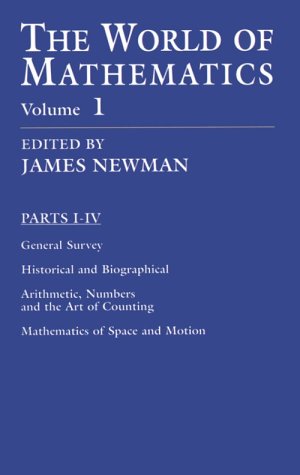 THE WORLD OF
MATHEMATICS
Volume 1
EDITED BY
JAMES NEWMAN
PARTS I-IV
General Survey
Historical and Biographical
Arithmetic, Numbers
and the Art of Counting
Mathematics of Space and Motion